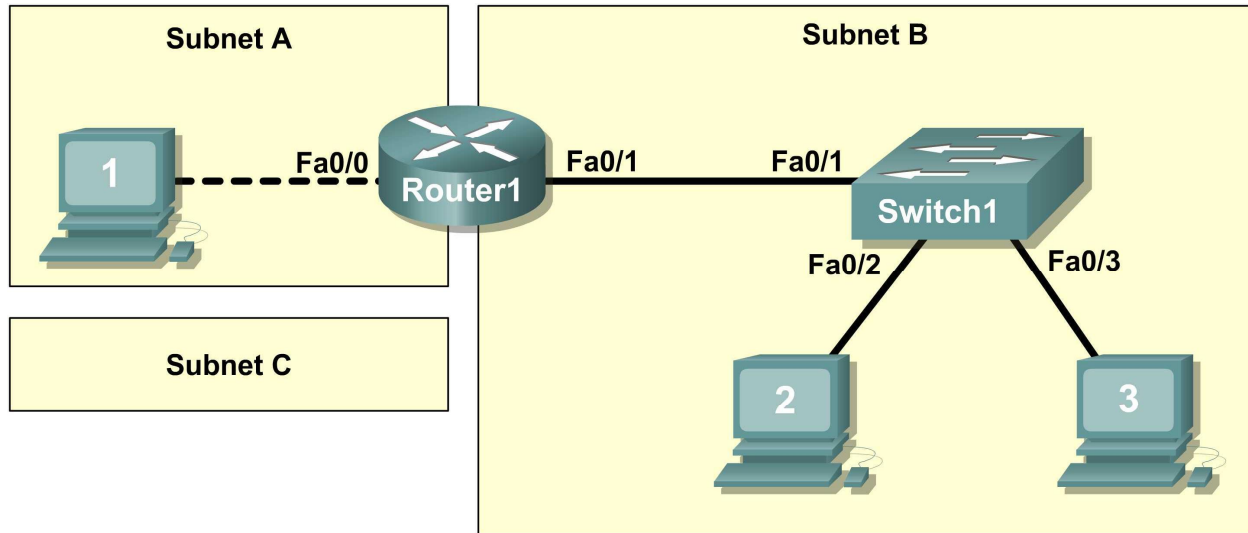 Subnet A
Subnet B
1
Fa0/0
Router1
Fa0/1
Fa0/1
Switch1
Fa0/2
Fa0/3
Subnet C
2
3